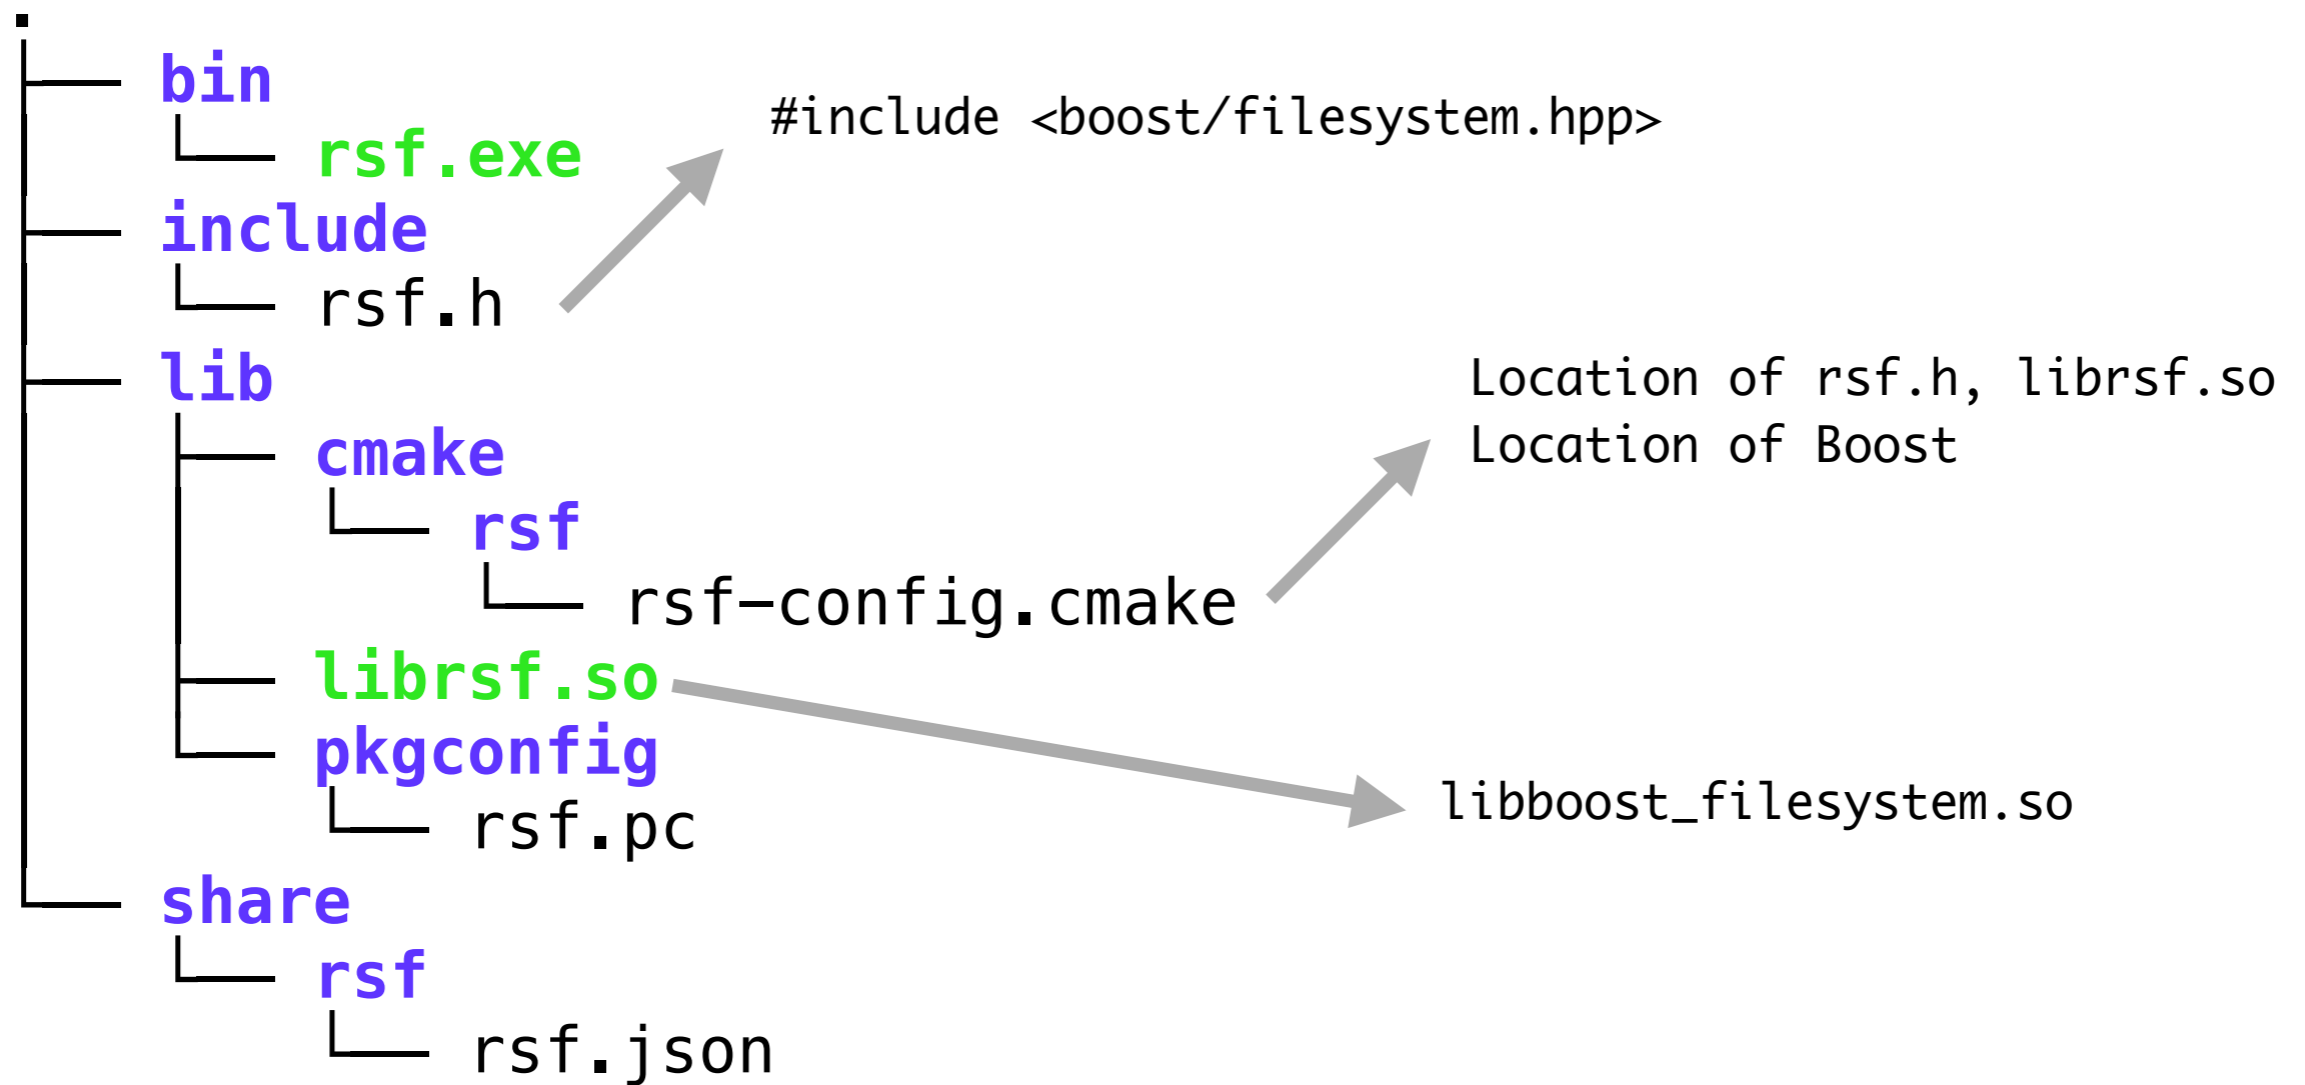 .
bin
rsf.exe
#include <boost/filesystem.hpp>
include
rsf.h
lib
Location of rsf.h, librsf.so
Location of Boost
cmake
rsf
rsf-config.cmake
librsf.so
pkgconfig
libboost_filesystem.so
rsf.pc
share
rsf
rsf.json